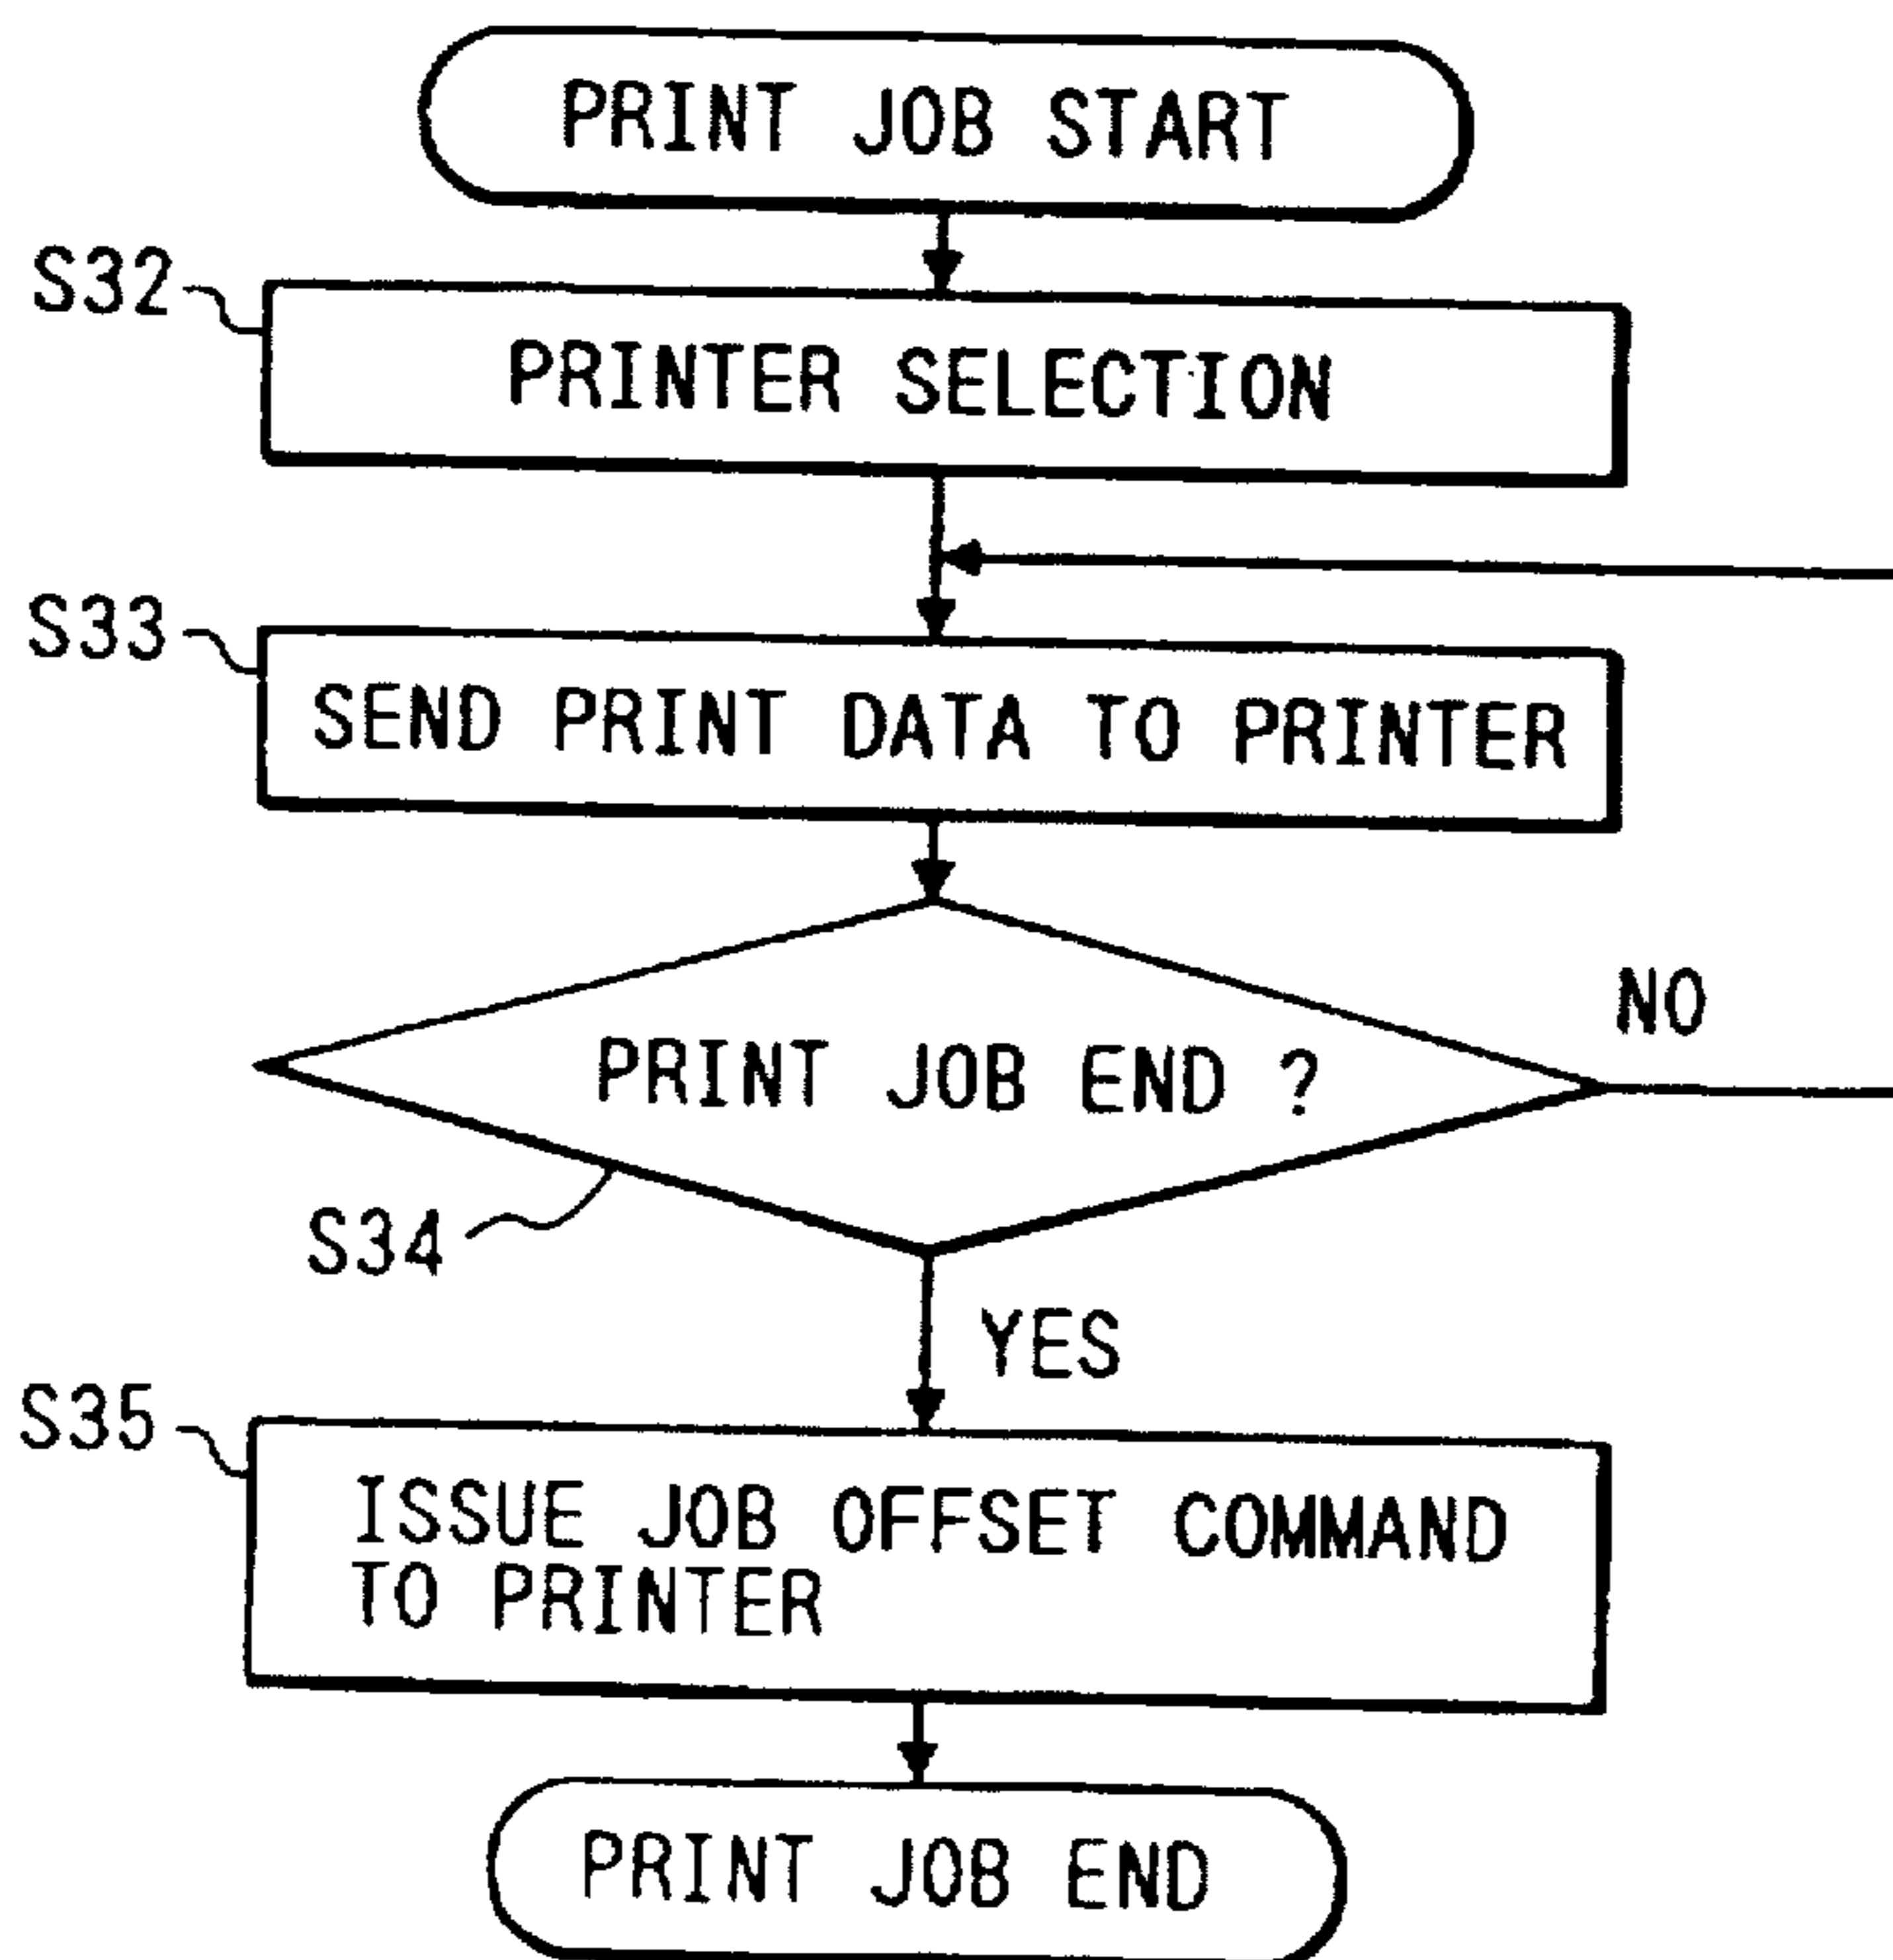 PRINT JOB START
S32
PRINTER SELECTION
S33
SEND PRINT DATA TO PRINTER
NO
PRINT JOB END ?
S34
YES
S35
ISSUE JOB OFFSET COMMAND
TO PRINTER
PRINT JOB END